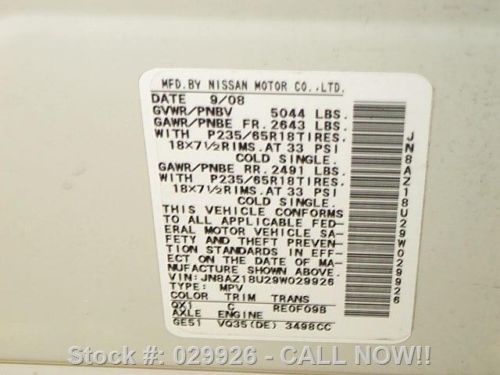 MFD.BY NISSAN MOTOR CO.,LTD.
DATE 9/08
GVWR/PNBV 5044 LBS.
GAWR/PNBE FR. 2643 LBS.
WITH P235/65R18TIRES.
18×7½RIMS.AT 33 PSI
COLD SINGLE.
GAWR/PNBE RR. 2491 LBS.
WITH P235/65R18TIRES
18×7½RIMS.AT 33 PSI
COLD SINGLE.
THIS VEHICLE CONFORMS
TO ALL APPLICABLE FED-
ERAL MOTOR VEHICLE SA-
FETY AND THEFT PREVEN-
TION STANDARDS IN EFF-
ECT ON THE DATE OF MA-
NUFACTURE SHOWN ABOVE.
VIN:JN8AZ18U29W029926
TYPE: MPV
COLOR TRIM TRANS
QX1 C RE0F09B
AXLE ENGINE
GE51 VQ35(DE) 3498CC
JN8AZ18U29W029926
Stock #: 029926 - CALL NOW!!